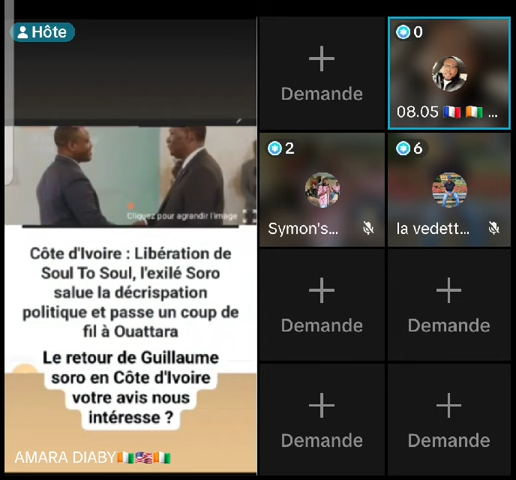 Hôte
Cliquez pour agrandir l'image
Côte d'Ivoire : Libération de
Soul To Soul, l'exilé Soro
salue la décrispation
politique et passe un coup de
fil à Ouattara
Le retour de Guillaume
soro en Côte d'Ivoire
votre avis nous
intérèsse ?
AMARA DIABY🇨🇮🇺🇸🇨🇮
Demande
0
08.05 🇫🇷 🇨🇮 ...
2
Symon's...
6
la vedett...
Demande
Demande
Demande
Demande